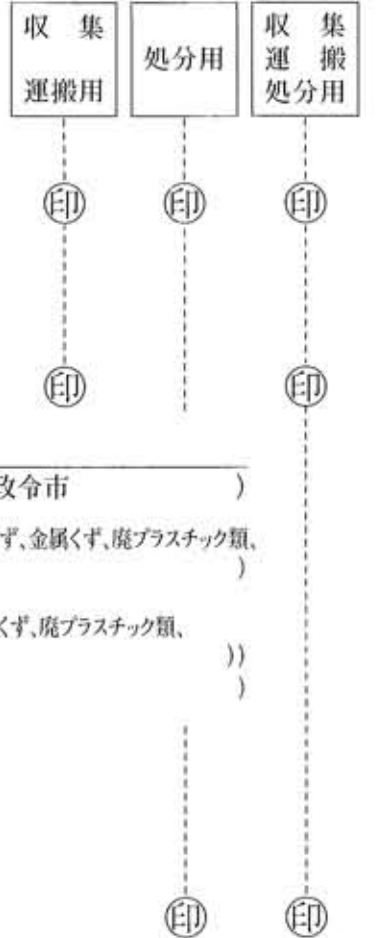 収 集
運搬用
処分用
収 集
運 搬
処分用
㊞ ㊞ ㊞
㊞ ㊞
政令市 )
ず、金属くず、廃プラスチック類、
)
くず、廃プラスチック類、
))
)
㊞ ㊞